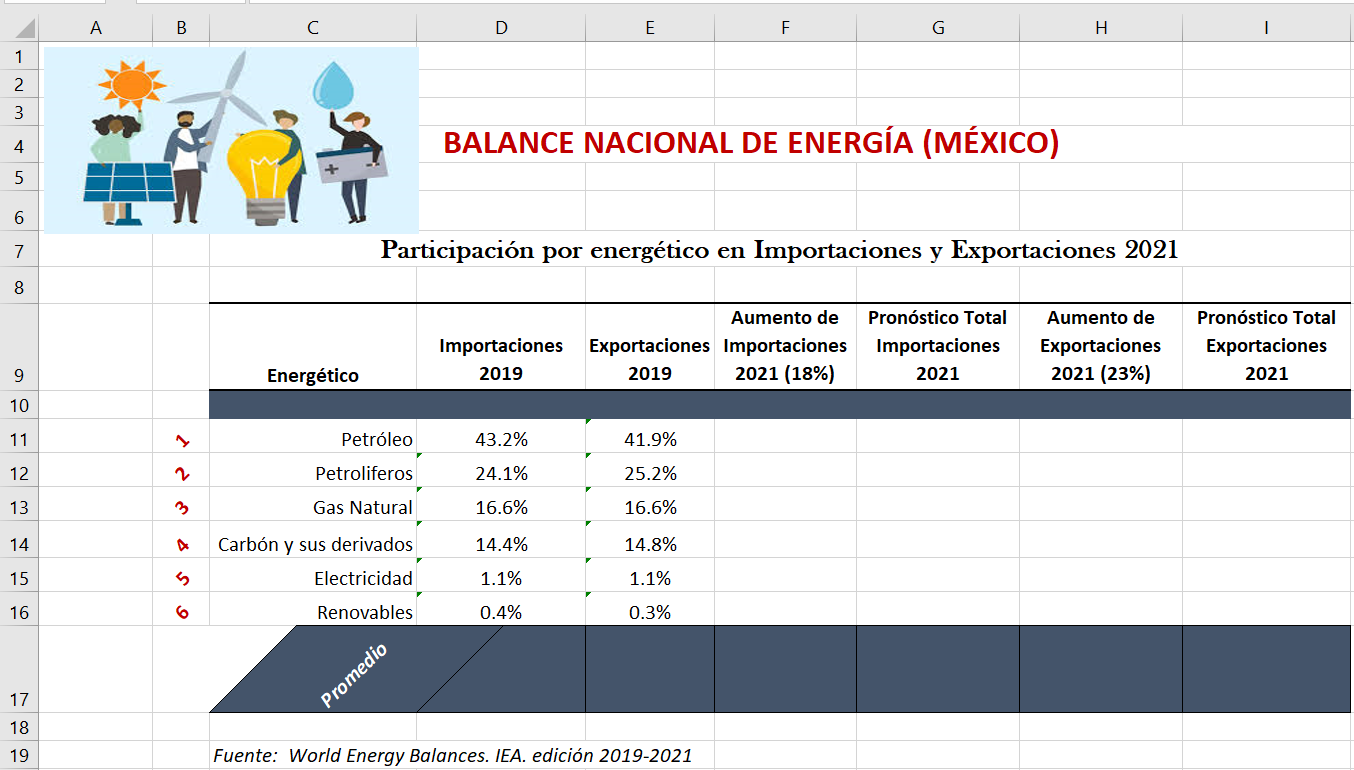 A B C D E F G H I
1
2
3
4 BALANCE NACIONAL DE ENERGÍA (MÉXICO)
5
6
7 Participación por energético en Importaciones y Exportaciones 2021
8
Aumento de Pronóstico Total Aumento de Pronóstico Total
Importaciones Exportaciones Importaciones Importaciones Exportaciones Exportaciones
9 Energético 2019 2019 2021 (18%) 2021 2021 (23%) 2021
10
11 1 Petróleo 43.2% 41.9%
12 2 Petroliferos 24.1% 25.2%
13 3 Gas Natural 16.6% 16.6%
14 4 Carbón y sus derivados 14.4% 14.8%
15 5 Electricidad 1.1% 1.1%
16 6 Renovables 0.4% 0.3%
17 Promedio
18
19 Fuente: World Energy Balances. IEA. edición 2019-2021